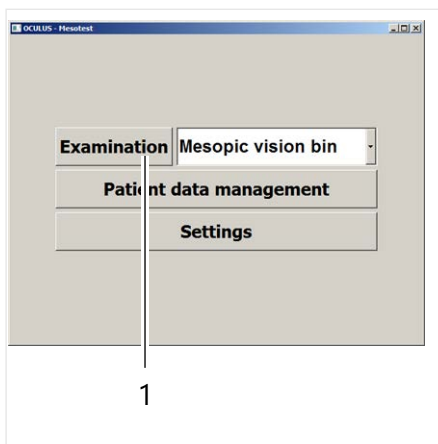 OCULUS - Mesotest
Examination Mesopic vision bin
Patient data management
Settings
1